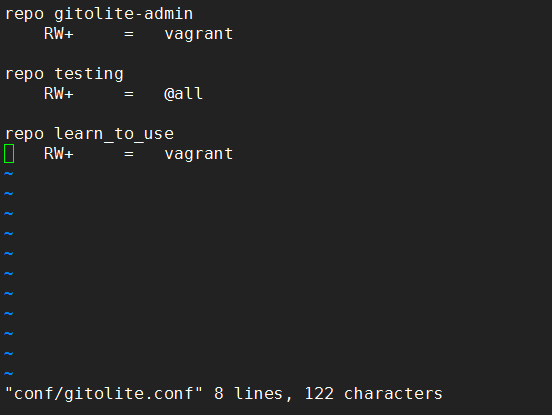 repo gitolite-admin
    RW+     =   vagrant

repo testing
    RW+     =   @all

repo learn_to_use
    RW+     =   vagrant
~
~
~
~
~
~
~
~
~
~
~
"conf/gitolite.conf" 8 lines, 122 characters